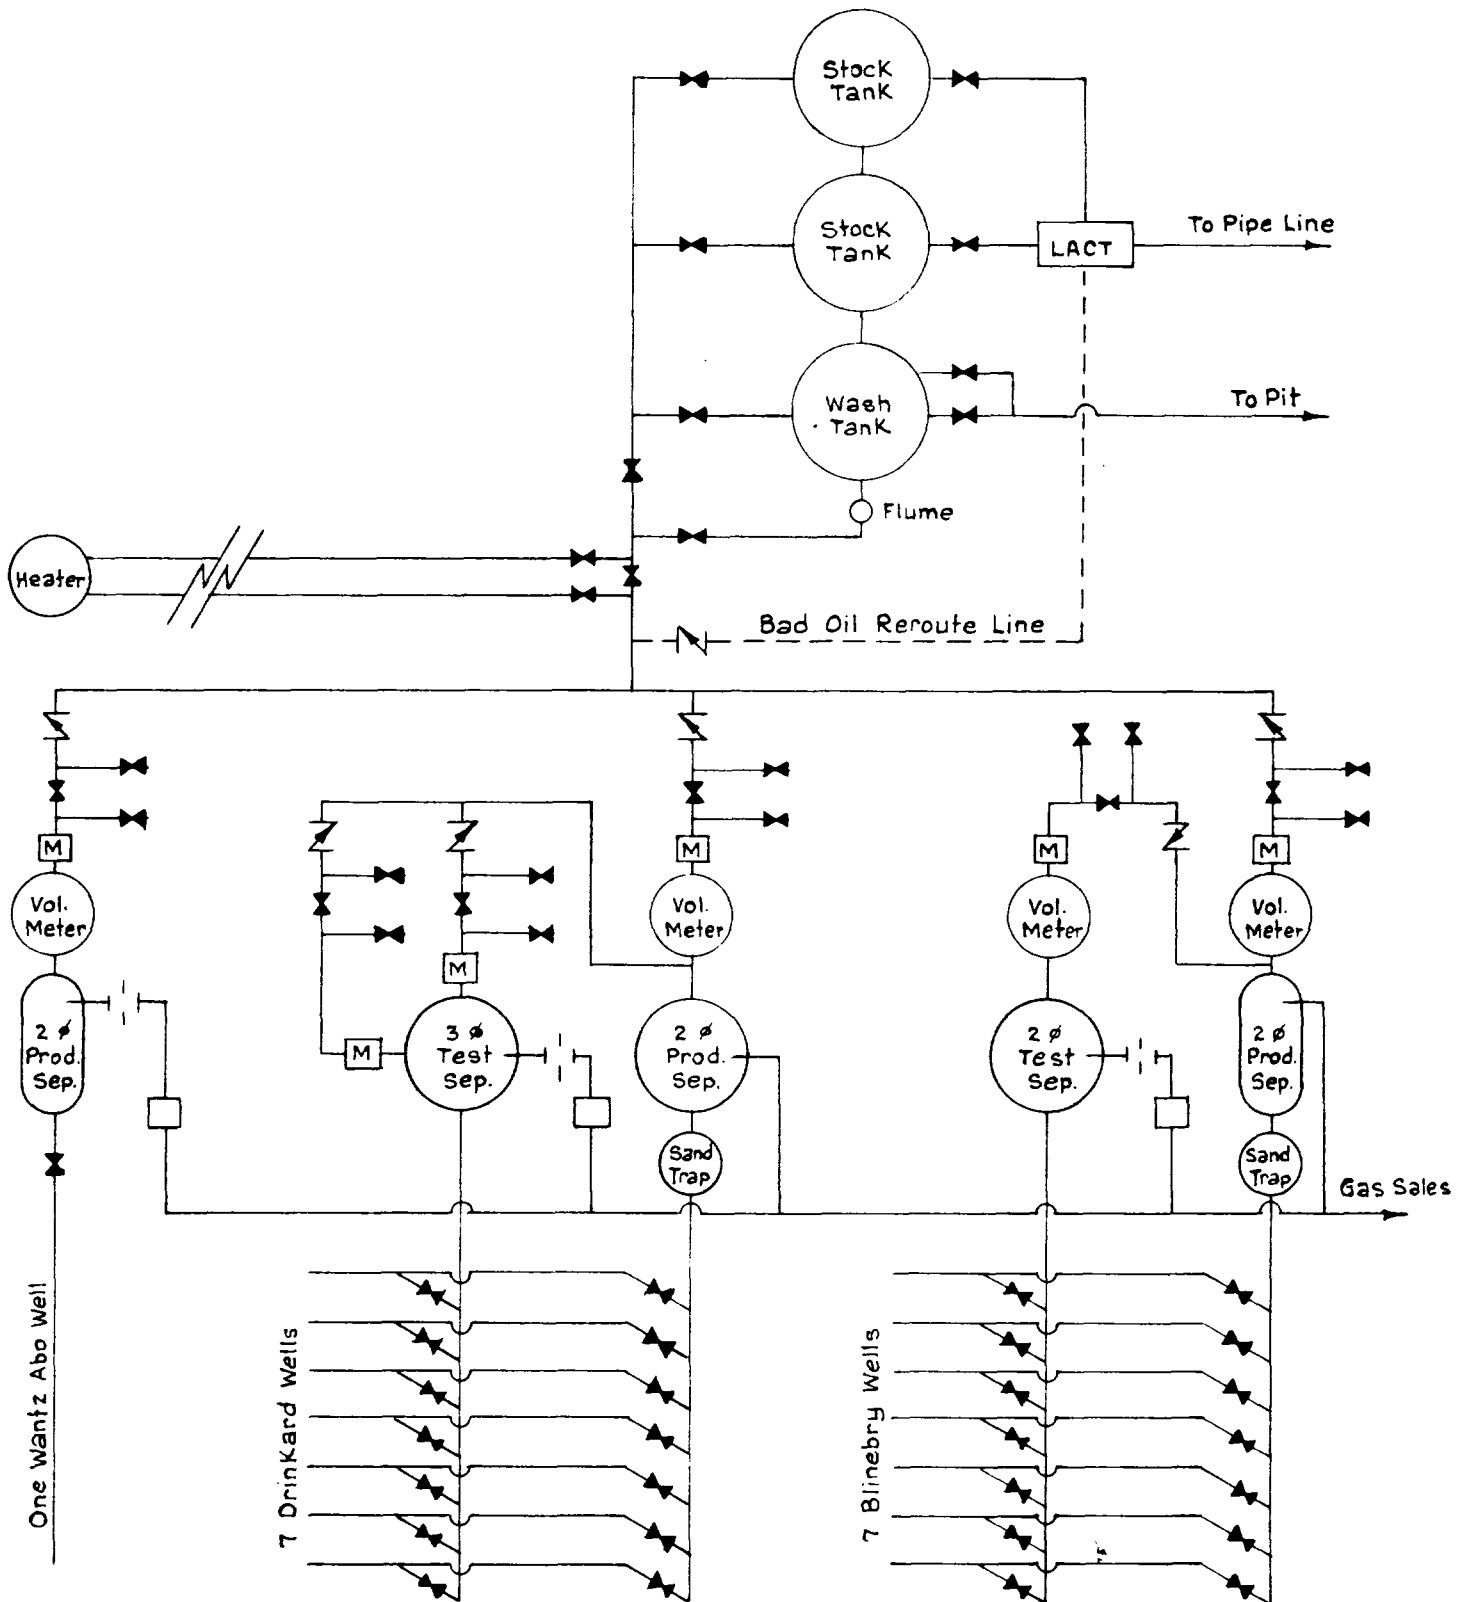 Stock
Tank
Stock
Tank
To Pipe Line
LACT
Wash
Tank
To Pit
Flume
Heater
Bad Oil Reroute Line
M
M
M
M
Vol.
Meter
Vol.
Meter
Vol.
Meter
Vol.
Meter
M
M
2 ø
Prod.
Sep.
3 ø
Test
Sep.
2 ø
Prod.
Sep.
2 ø
Test
Sep.
2 ø
Prod.
Sep.
Sand
Trap
Sand
Trap
Gas Sales
One Wantz Abo Well
7 Drinkard Wells
7 Blinebry Wells